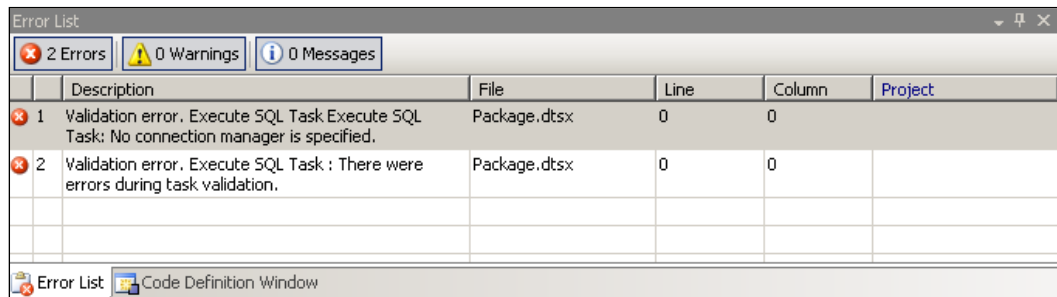 Error List
2 Errors 0 Warnings 0 Messages
Description File Line Column Project
1 Validation error. Execute SQL Task Execute SQL Package.dtsx 0 0
Task: No connection manager is specified.
2 Validation error. Execute SQL Task : There were Package.dtsx 0 0
errors during task validation.
Error List Code Definition Window